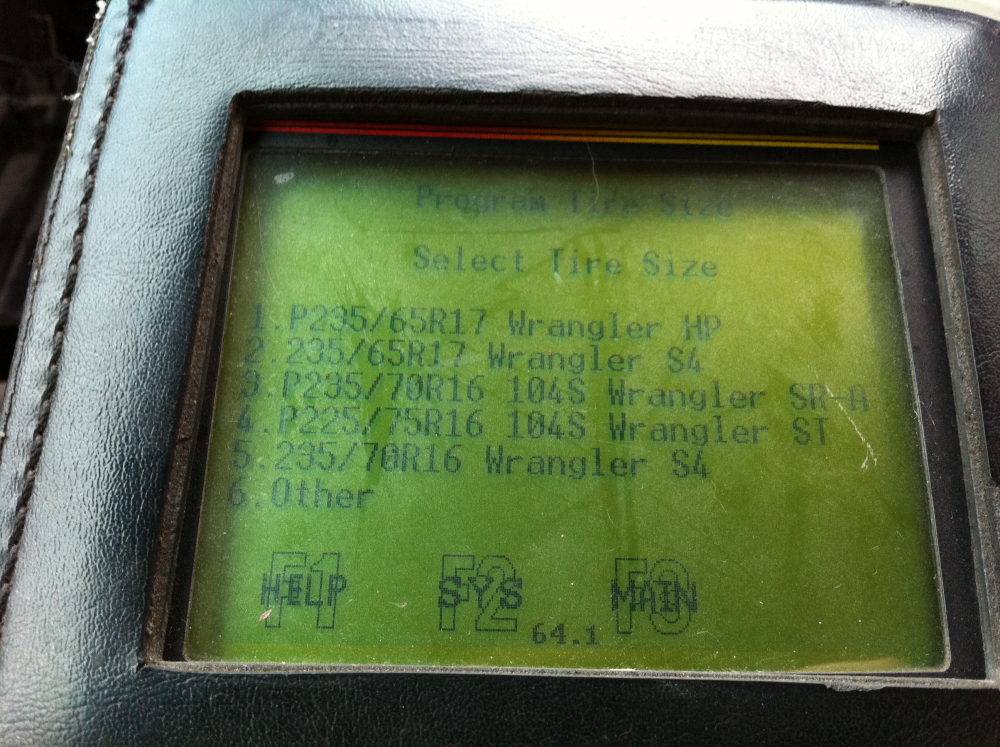 Program Tire Size
Select Tire Size
1.P235/65R17 Wrangler HP
2.235/65R17 Wrangler S4
3.P235/70R16 104S Wrangler SR-A
4.P225/75R16 104S Wrangler ST
5.235/70R16 Wrangler S4
6.Other
F1 F2 F3
HELP SYS MAIN
64.1